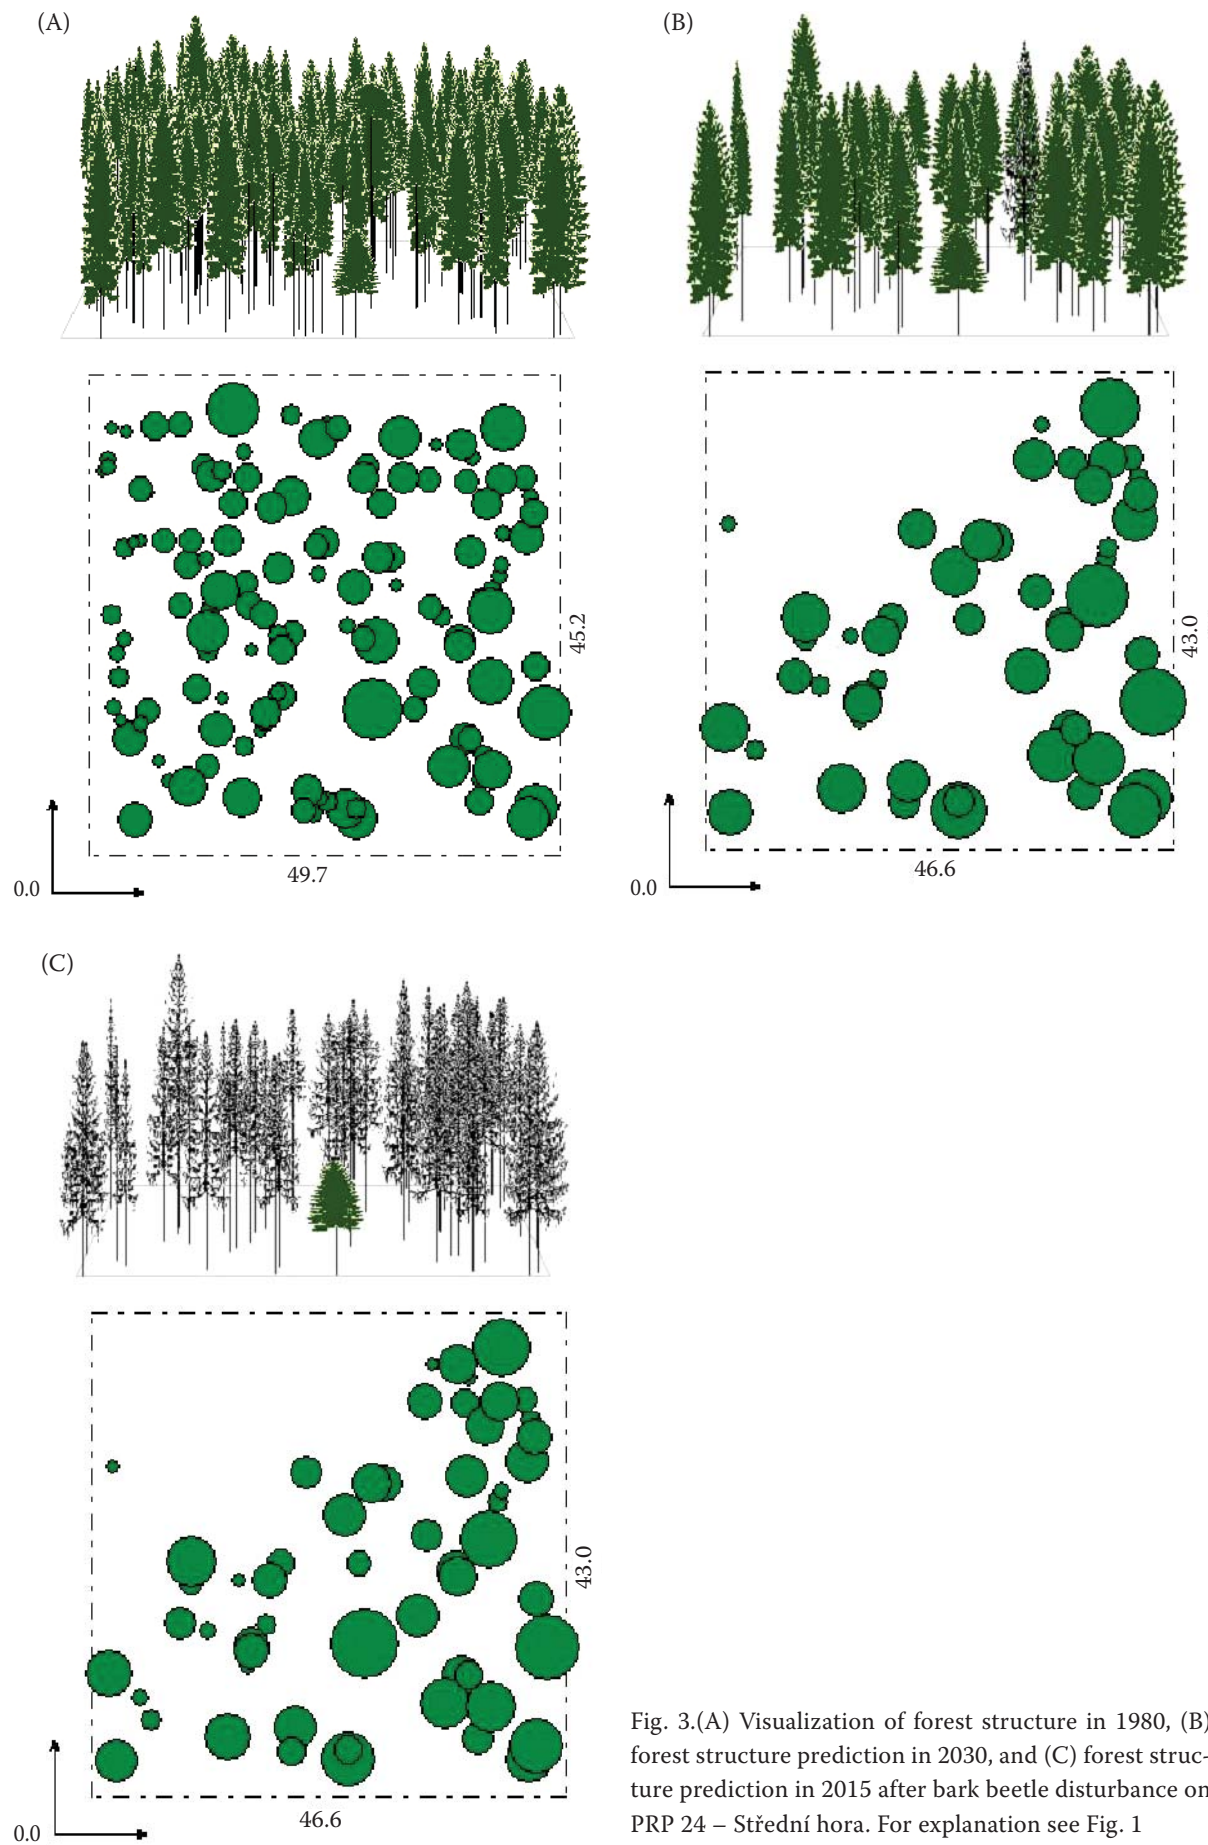 (A)
(B)
45.2
43.0
49.7
46.6
0.0
0.0
(C)
43.0
46.6
0.0
Fig. 3.(A) Visualization of forest structure in 1980, (B)
forest structure prediction in 2030, and (C) forest struc-
ture prediction in 2015 after bark beetle disturbance on
PRP 24 – Střední hora. For explanation see Fig. 1